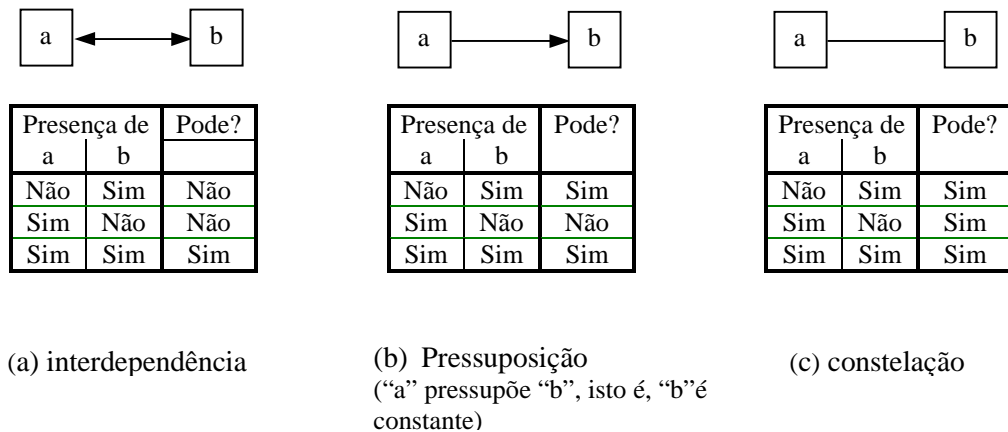 a b
Presença de Pode?
a b
Não Sim Não
Sim Não Não
Sim Sim Sim
(a) interdependência
a b
Presença de Pode?
a b
Não Sim Sim
Sim Não Não
Sim Sim Sim
(b) Pressuposição
(“a” pressupõe “b”, isto é, “b”é
constante)
a b
Presença de Pode?
a b
Não Sim Sim
Sim Não Sim
Sim Sim Sim
(c) constelação